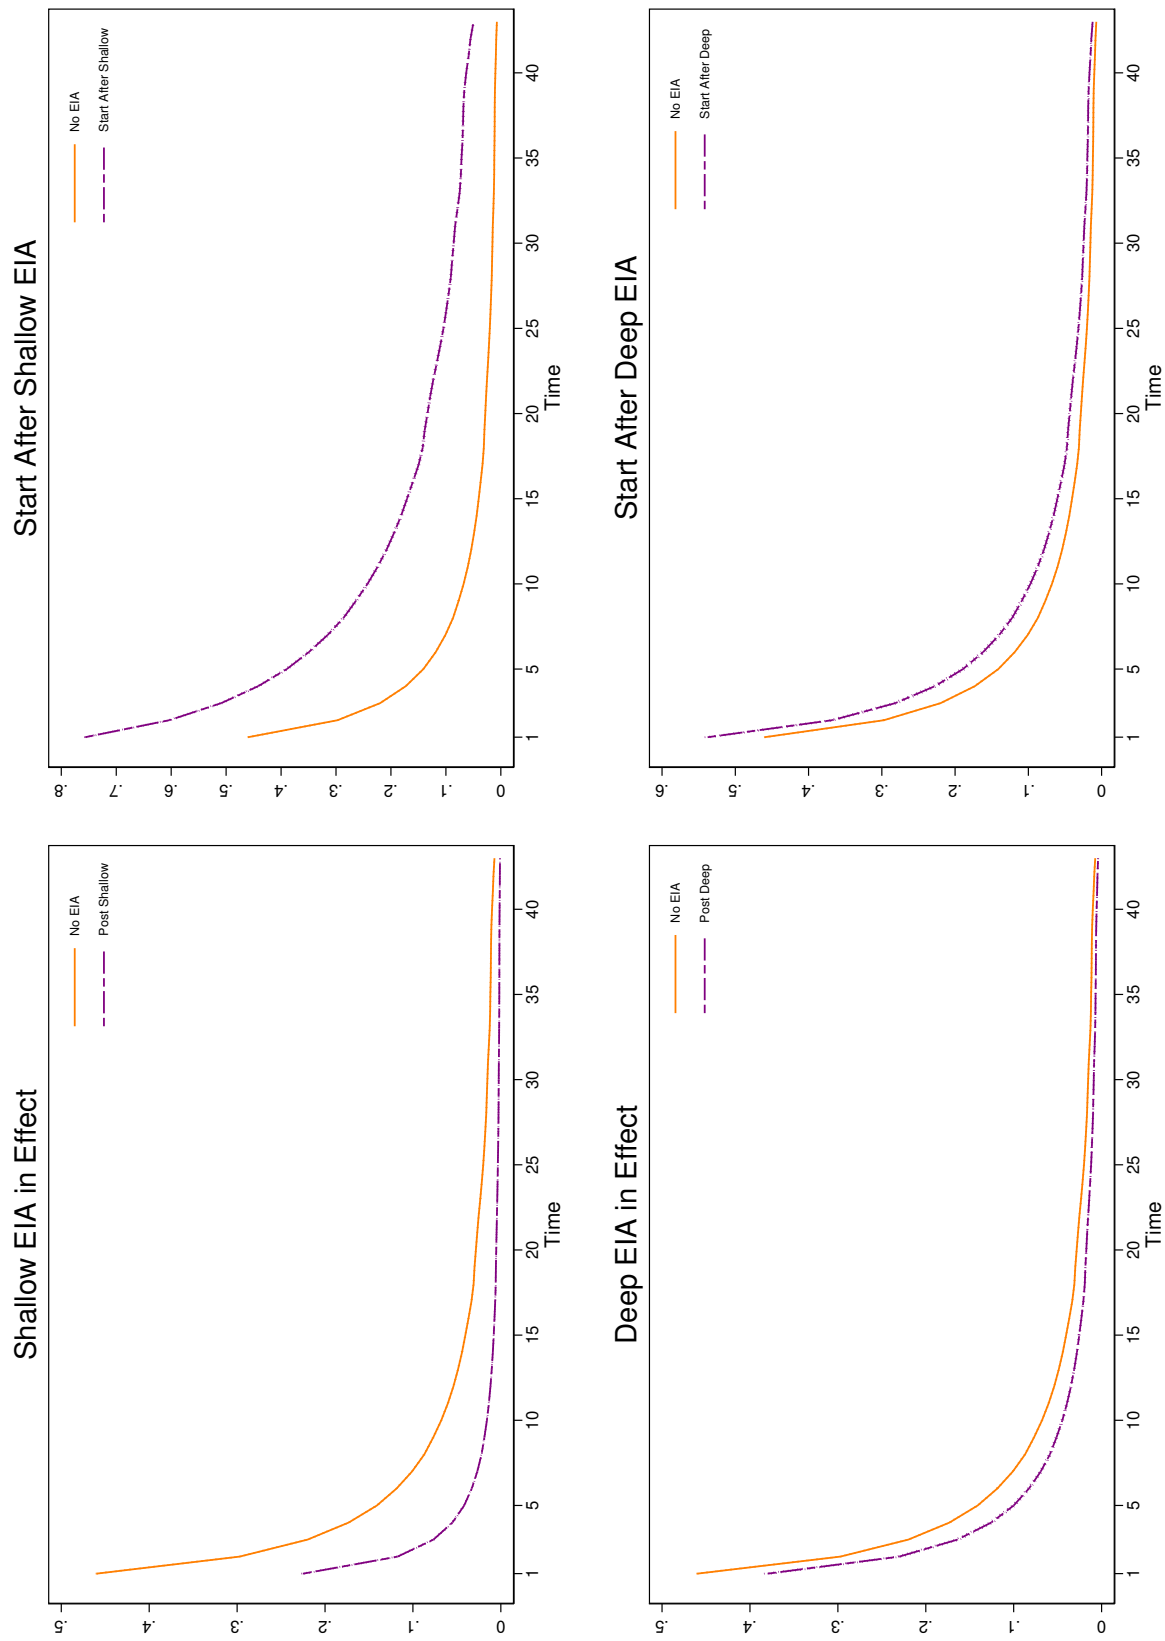 Shallow EIA in Effect
.5
.4
.3
.2
.1
0
1 5 10 15 20 25 30 35 40
Time
No EIA
Post Shallow
Start After Shallow EIA
.8
.7
.6
.5
.4
.3
.2
.1
0
1 5 10 15 20 25 30 35 40
Time
No EIA
Start After Shallow
Deep EIA in Effect
.5
.4
.3
.2
.1
0
1 5 10 15 20 25 30 35 40
Time
No EIA
Post Deep
Start After Deep EIA
.6
.5
.4
.3
.2
.1
0
1 5 10 15 20 25 30 35 40
Time
No EIA
Start After Deep